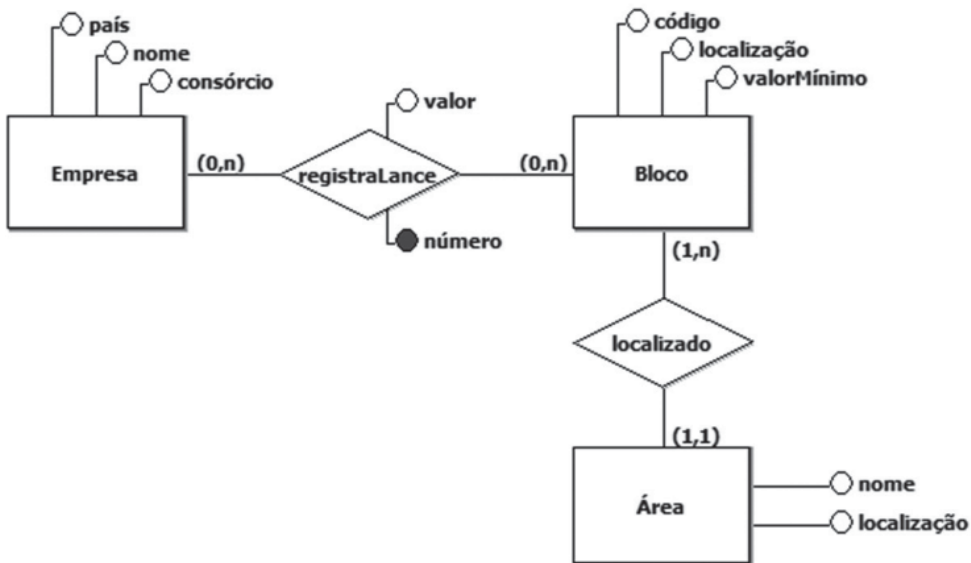 país
nome
consórcio
código
localização
valorMínimo
valor
Empresa
(0,n)
registraLance
(0,n)
Bloco
número
(1,n)
localizado
(1,1)
Área
nome
localização